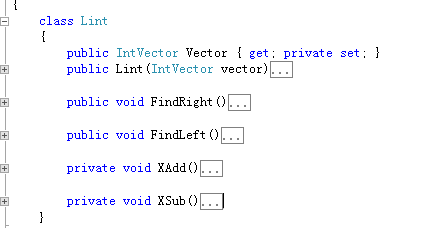 {
class Lint
{
public IntVector Vector { get; private set; }
public Lint(IntVector vector)...
public void FindRight()...
public void FindLeft()...
private void XAdd()...
private void XSub()...
}